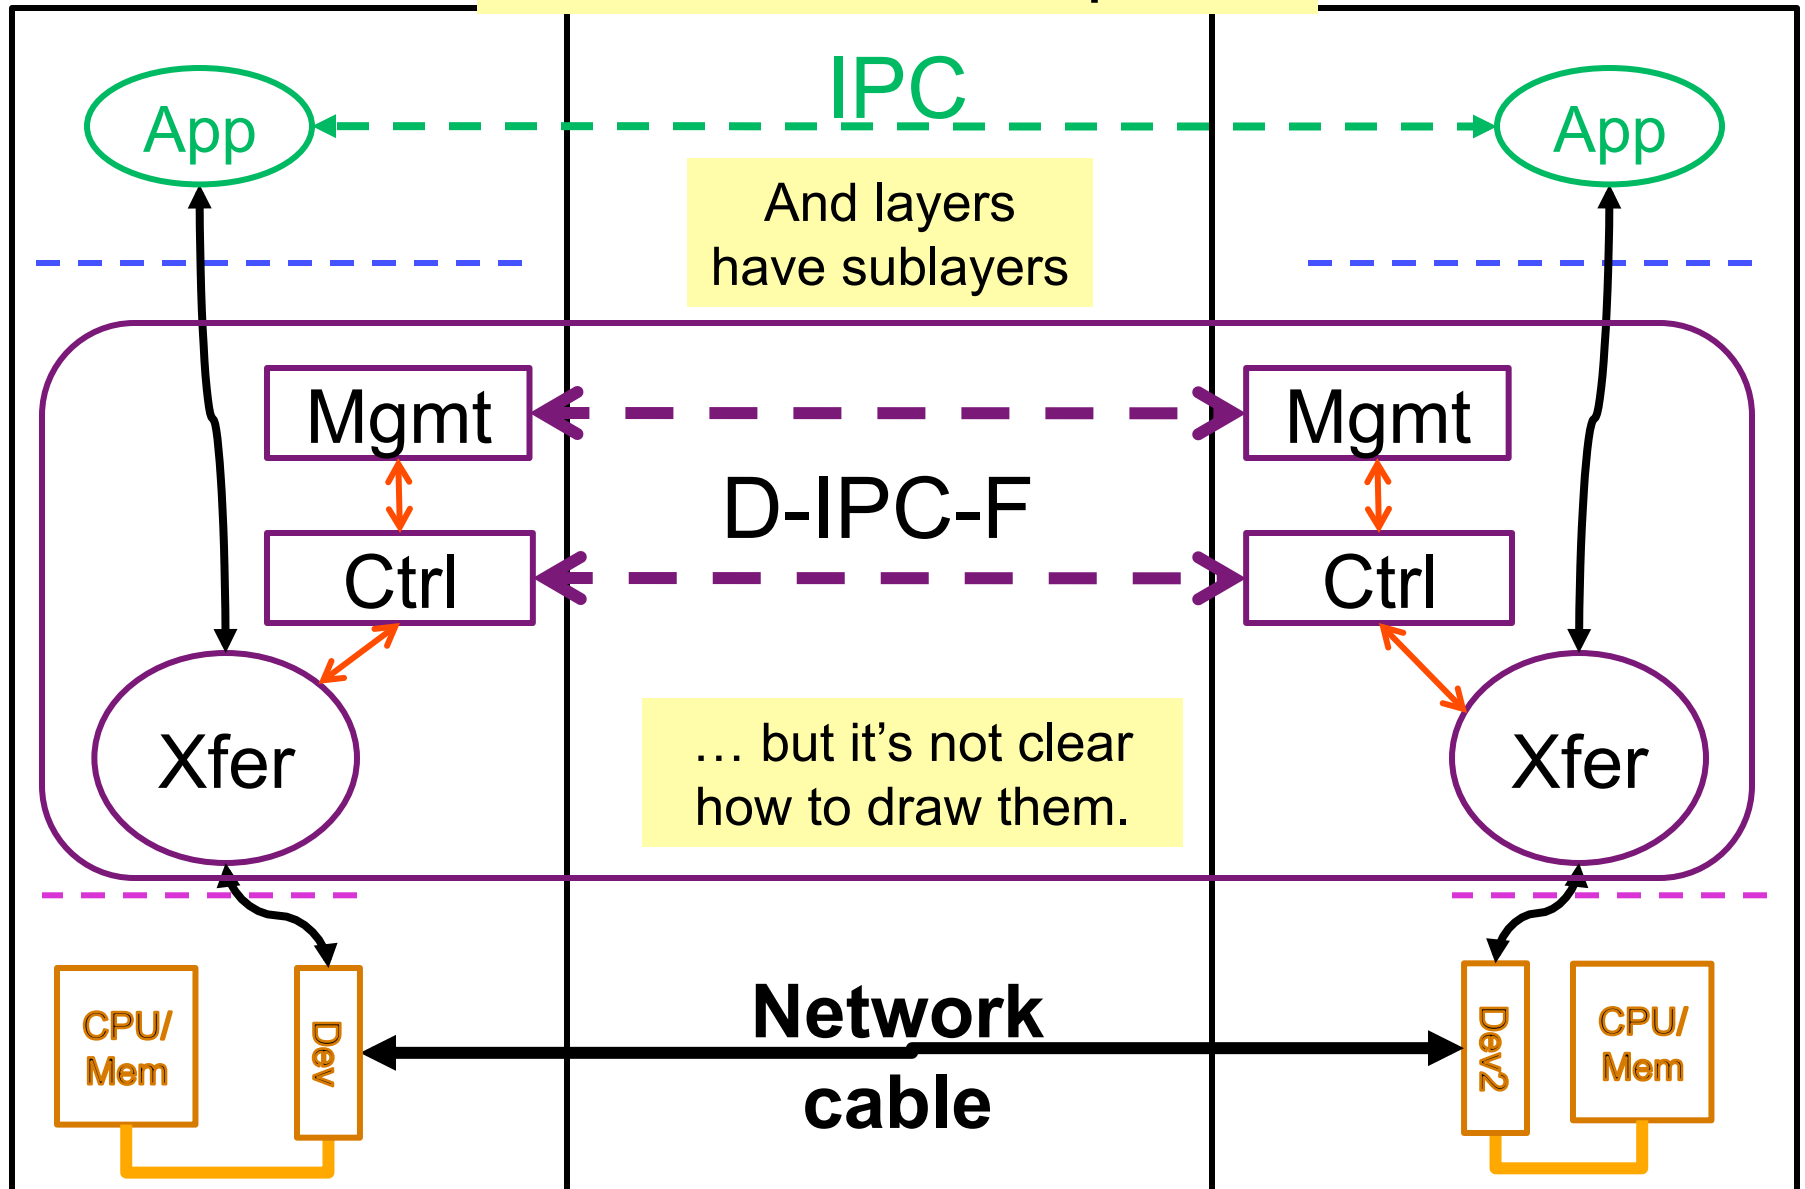 IPC
App
App
And layers
have sublayers
Mgmt
Mgmt
D-IPC-F
Ctrl
Ctrl
Xfer
… but it’s not clear
how to draw them.
Xfer
CPU/
Mem
Dev
Network
cable
Dev2
CPU/
Mem